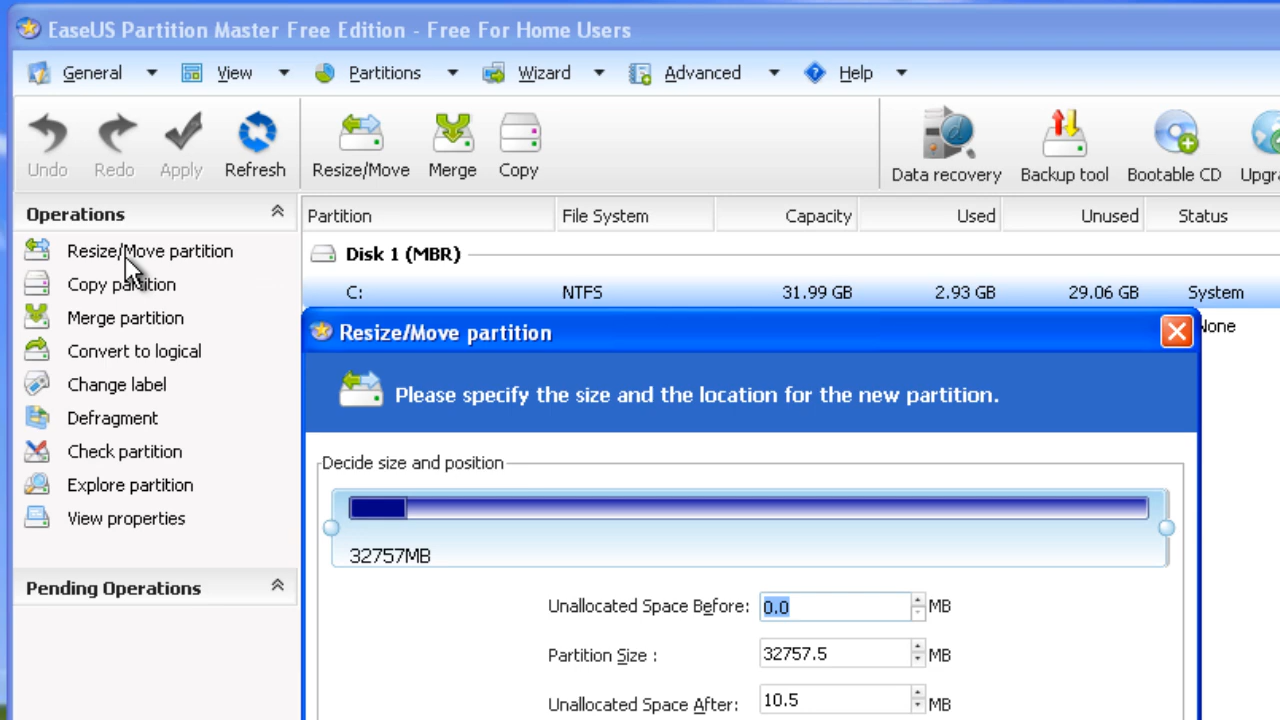 EaseUS Partition Master Free Edition - Free For Home Users
General View Partitions Wizard Advanced Help
Undo Redo Apply Refresh Resize/Move Merge Copy Data recovery Backup tool Bootable CD
Operations
Partition File System Capacity Used Unused Status
Resize/Move partition
Disk 1 (MBR)
Copy partition
C: NTFS 31.99 GB 2.93 GB 29.06 GB System
Merge partition
None
Resize/Move partition
Convert to logical
Change label
Please specify the size and the location for the new partition.
Defragment
Check partition
Decide size and position
Explore partition
View properties
32757MB
Pending Operations
Unallocated Space Before: 0.0 MB
Partition Size : 32757.5 MB
Unallocated Space After: 10.5 MB